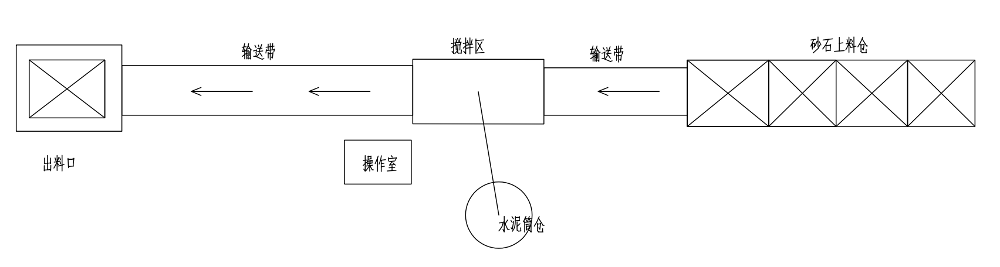 砂石上料仓
搅拌区
输送带
输送带
出料口
操作室
水泥筒仓